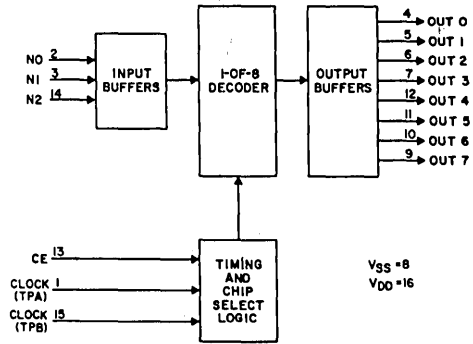 N0 2
N1 3
N2 14
INPUT
BUFFERS
1-OF-8
DECODER
OUTPUT
BUFFERS
4 OUT 0
5 OUT 1
6 OUT 2
7 OUT 3
12 OUT 4
11 OUT 5
10 OUT 6
9 OUT 7
CE 13
CLOCK 1
(TPA)
CLOCK 15
(TPB)
TIMING
AND
CHIP
SELECT
LOGIC
VSS =8
VDD =16